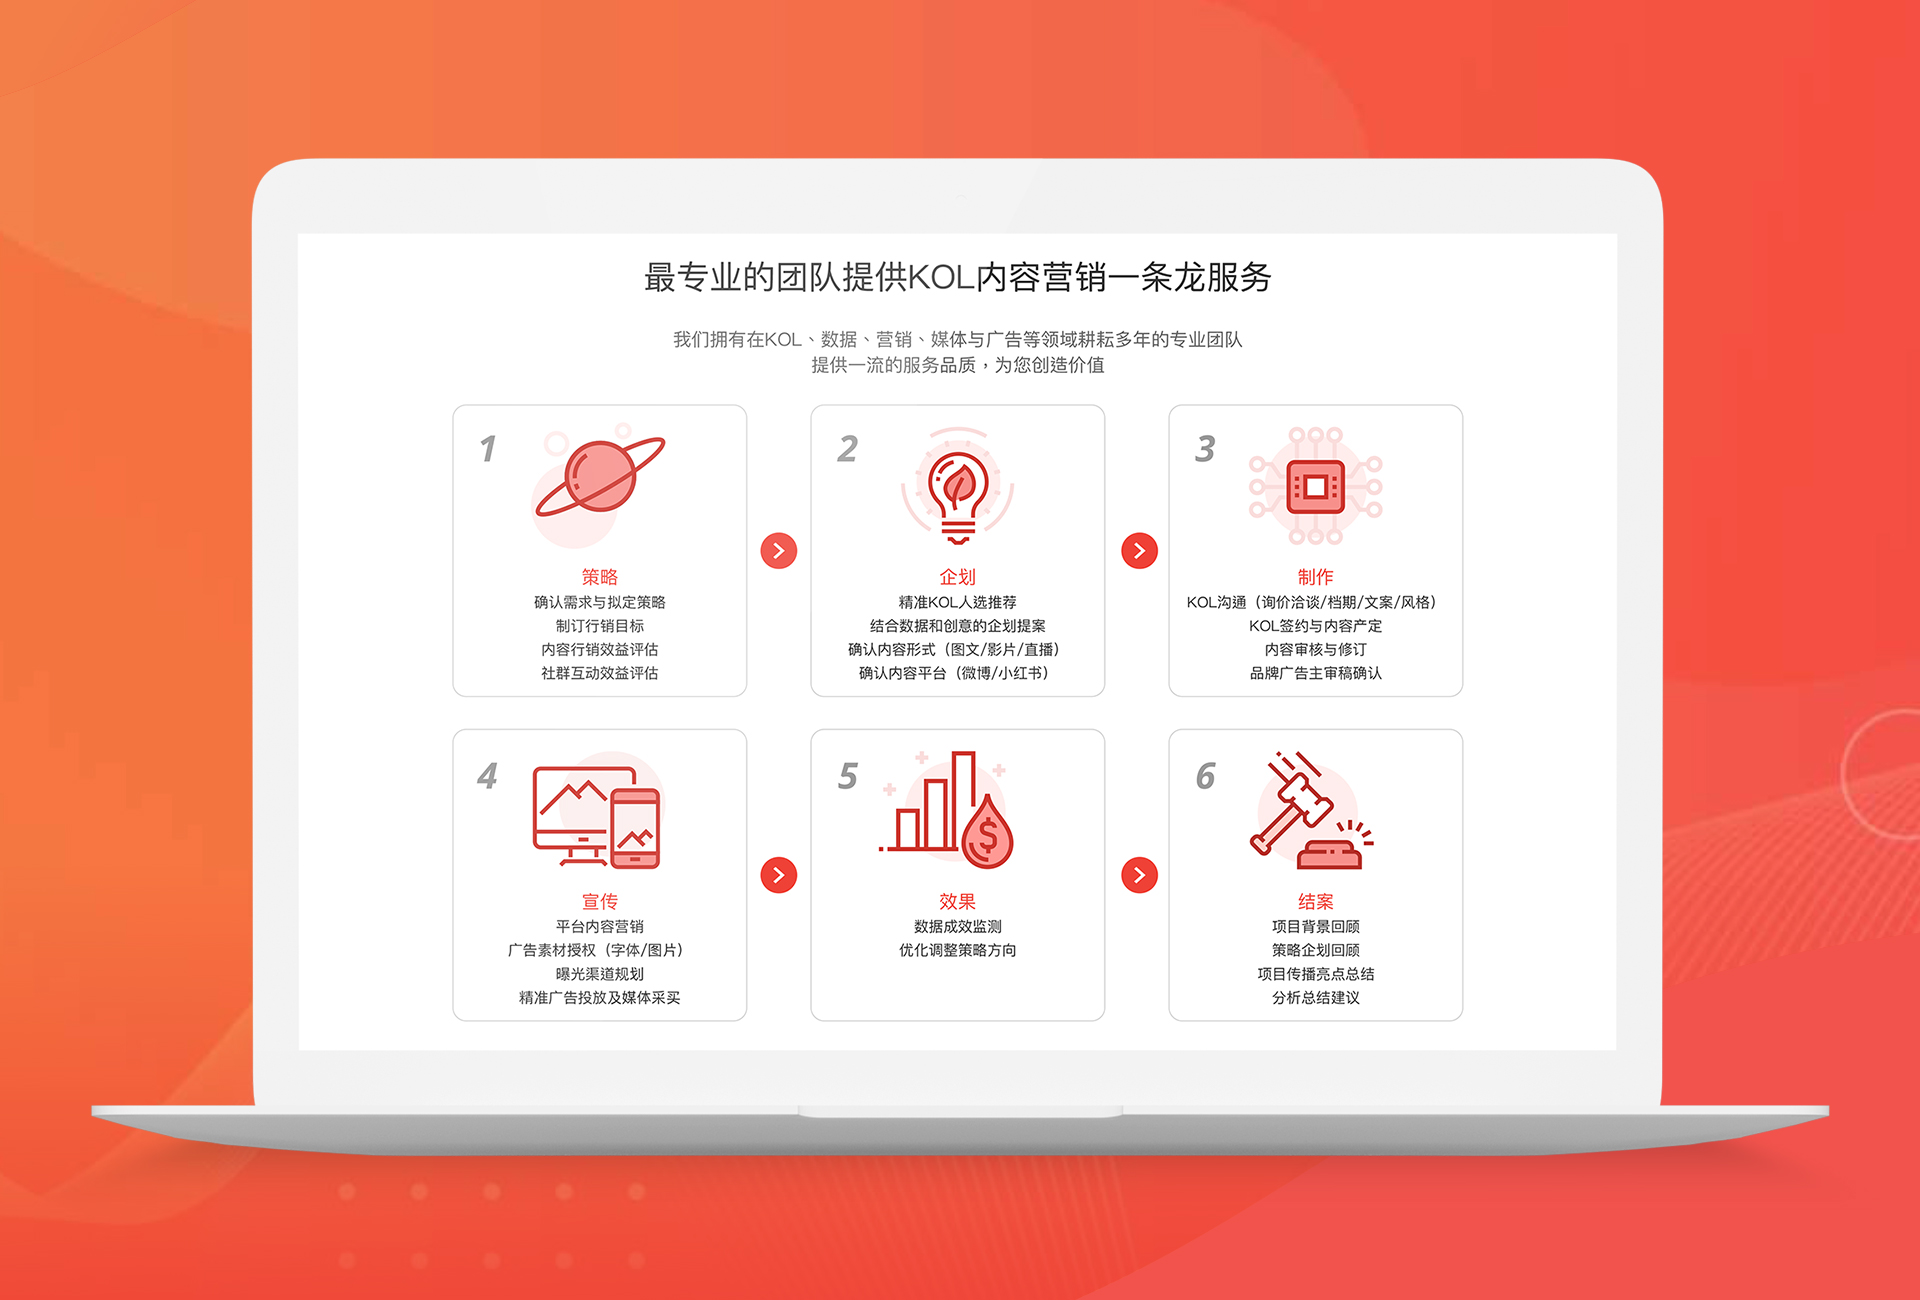 最专业的团队提供KOL内容营销一条龙服务
我们拥有在KOL、数据、营销、媒体与广告等领域耕耘多年的专业团队
提供一流的服务品质，为您创造价值
1
策略
确认需求与拟定策略
制订行销目标
内容行销效益评估
社群互动效益评估
2
企划
精准KOL人选推荐
结合数据和创意的企划提案
确认内容形式（图文/影片/直播）
确认内容平台（微博/小红书）
3
制作
KOL沟通（询价洽谈/档期/文案/风格）
KOL签约与内容产定
内容审核与修订
品牌广告主审稿确认
4
宣传
平台内容营销
广告素材授权（字体/图片）
曝光渠道规划
精准广告投放及媒体采买
5
$
效果
数据成效监测
优化调整策略方向
6
结案
项目背景回顾
策略企划回顾
项目传播亮点总结
分析总结建议